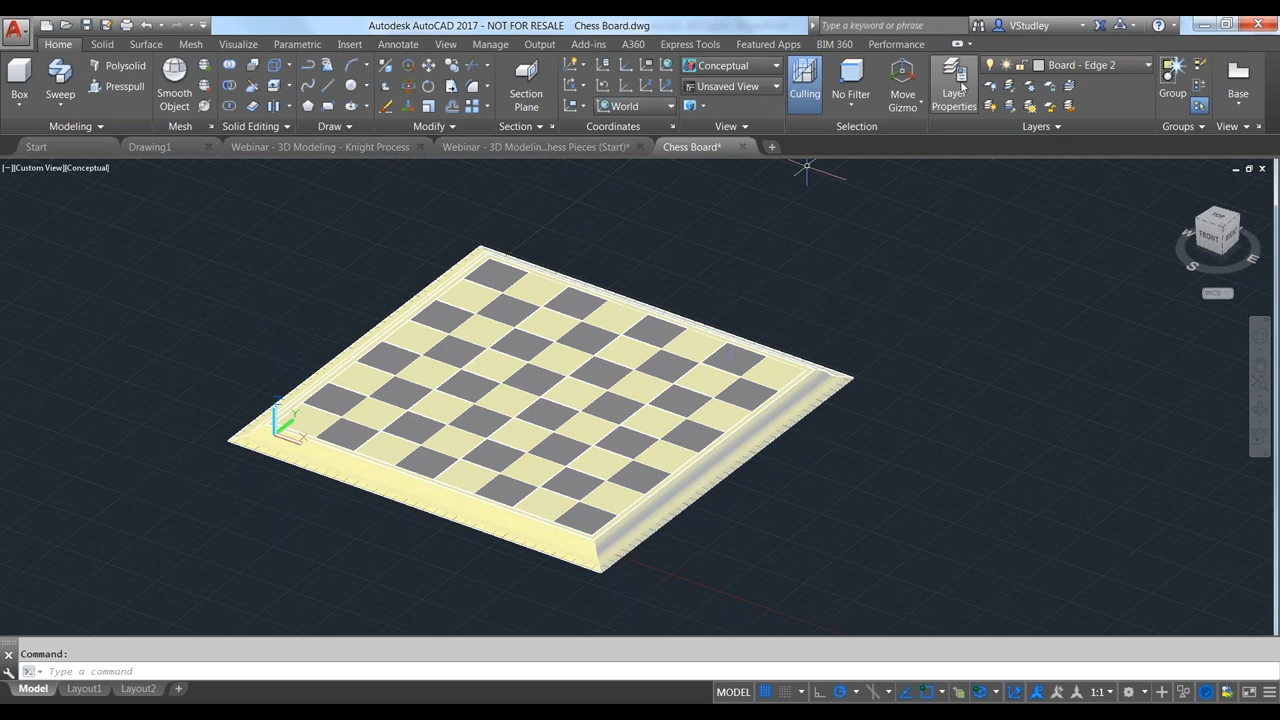 Autodesk AutoCAD 2017 - NOT FOR RESALE Chess Board.dwg Type a keyword or phrase VStudley
Home Solid Surface Mesh Visualize Parametric Insert Annotate View Manage Output Add-ins A360 Express Tools Featured Apps BIM 360 Performance
Box Sweep Polysolid Presspull Smooth Object Section Plane World Conceptual Unsaved View Culling No Filter Move Gizmo Layer Properties Board - Edge 2 Group Base
Modeling Mesh Solid Editing Draw Modify Section Coordinates View Selection Layers Groups View
Start Drawing1 Webinar - 3D Modeling - Knight Process Webinar - 3D Modelin...hess Pieces (Start)* Chess Board*
[−][Custom View][Conceptual]
TOP
FRONT RIGHT
W S E
WCS
Z Y X
Command:
Type a command
Model Layout1 Layout2 MODEL 1:1